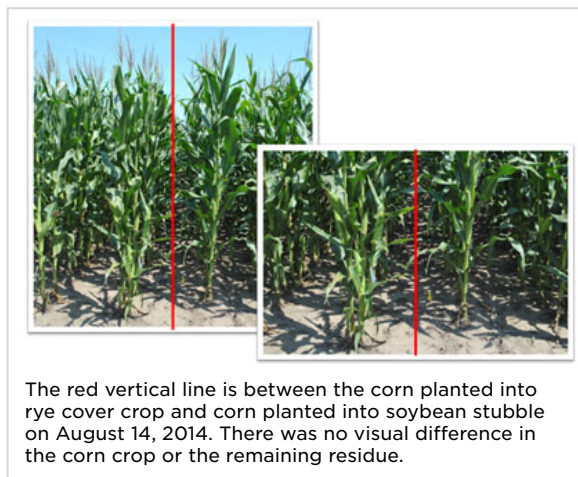 The red vertical line is between the corn planted into
rye cover crop and corn planted into soybean stubble
on August 14, 2014. There was no visual difference in
the corn crop or the remaining residue.